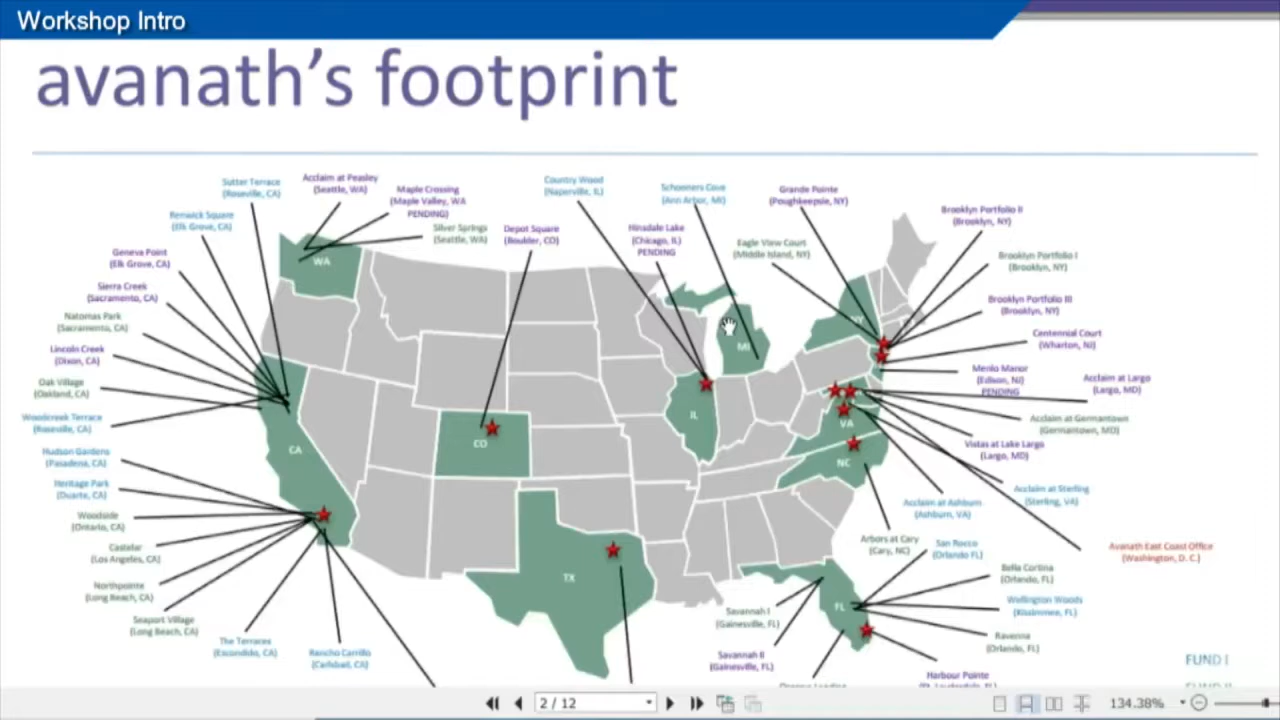 Workshop Intro
avanath's footprint
Sutter Terrace
(Roseville, CA)
Acclaim at Peasley
(Seattle, WA)
Maple Crossing
(Maple Valley, WA
PENDING)
Silver Springs
(Seattle, WA)
Depot Square
(Boulder, CO)
Country Wood
(Naperville, IL)
Hinsdale Lake
(Chicago, IL)
PENDING
Schooners Cove
(Ann Arbor, MI)
Grande Pointe
(Poughkeepsie, NY)
Eagle View Court
(Middle Island, NY)
Brooklyn Portfolio II
(Brooklyn, NY)
Brooklyn Portfolio I
(Brooklyn, NY)
Brooklyn Portfolio III
(Brooklyn, NY)
Centennial Court
(Wharton, NJ)
Menlo Manor
(Edison, NJ)
PENDING
Acclaim at Largo
(Largo, MD)
Acclaim at Germantown
(Germantown, MD)
Vistas at Lake Largo
(Largo, MD)
Acclaim at Sterling
(Sterling, VA)
Acclaim at Ashburn
(Ashburn, VA)
Avanath East Coast Office
(Washington, D. C.)
Arbors at Cary
(Cary, NC)
San Rocco
(Orlando FL)
Bella Cortina
(Orlando, FL)
Wellington Woods
(Kissimmee, FL)
Ravenna
(Orlando, FL)
Harbour Pointe
Savannah I
(Gainesville, FL)
Savannah II
(Gainesville, FL)
Renwick Square
(Elk Grove, CA)
Geneva Point
(Elk Grove, CA)
Sierra Creek
(Sacramento, CA)
Natomas Park
(Sacramento, CA)
Lincoln Creek
(Dixon, CA)
Oak Village
(Oakland, CA)
Woodcreek Terrace
(Roseville, CA)
Hudson Gardens
(Pasadena, CA)
Heritage Park
(Duarte, CA)
Woodside
(Ontario, CA)
Castelar
(Los Angeles, CA)
Northpointe
(Long Beach, CA)
Seaport Village
(Long Beach, CA)
The Terraces
(Escondido, CA)
Rancho Carrillo
(Carlsbad, CA)
WA
CA
CO
TX
IL
MI
NY
VA
NC
FL
FUND I
2 / 12
134.38%